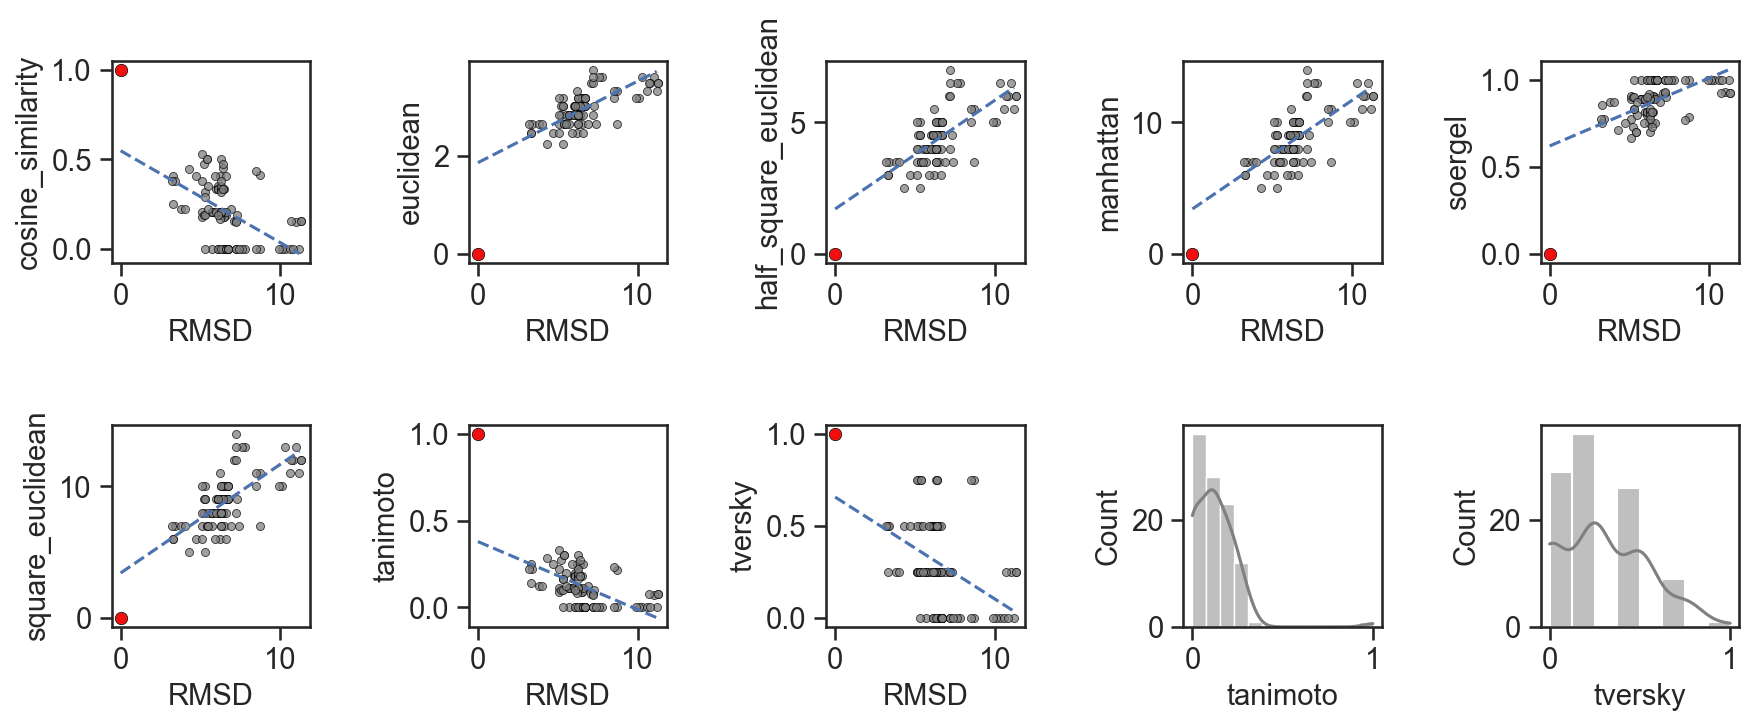 cosine_similarity
1.0
0.5
0.0
0
10
RMSD
euclidean
2
0
0
10
RMSD
half_square_euclidean
5
0
0
10
RMSD
manhattan
10
0
0
10
RMSD
soergel
1.0
0.5
0.0
0
10
RMSD
square_euclidean
10
0
0
10
RMSD
tanimoto
1.0
0.5
0.0
0
10
RMSD
tversky
1.0
0.5
0.0
0
10
RMSD
Count
20
0
0
1
tanimoto
Count
20
0
0
1
tversky